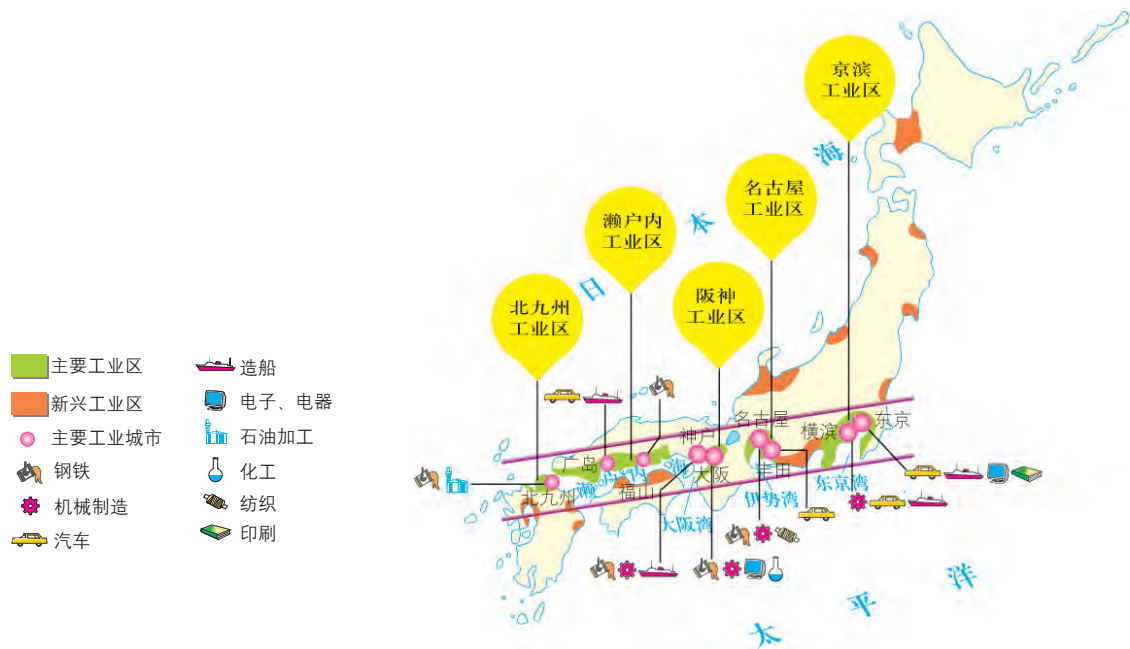 京滨
工业区
名古屋
工业区
濑户内
工业区
阪神
工业区
北九州
工业区
日
本
海
主要工业区
新兴工业区
主要工业城市
钢铁
机械制造
汽车
造船
电子、电器
石油加工
化工
纺织
印刷
名古屋
横滨
东京
神户
广岛
大阪
丰田
北九州
濑
户
内
海
福山
大阪湾
伊势湾
东京湾
太
平
洋